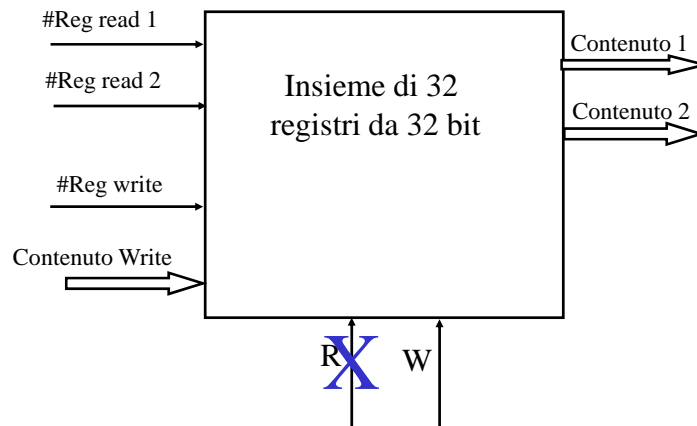 #Reg read 1
Contenuto 1
#Reg read 2
Insieme di 32
registri da 32 bit
Contenuto 2
#Reg write
Contenuto Write
R
X
W